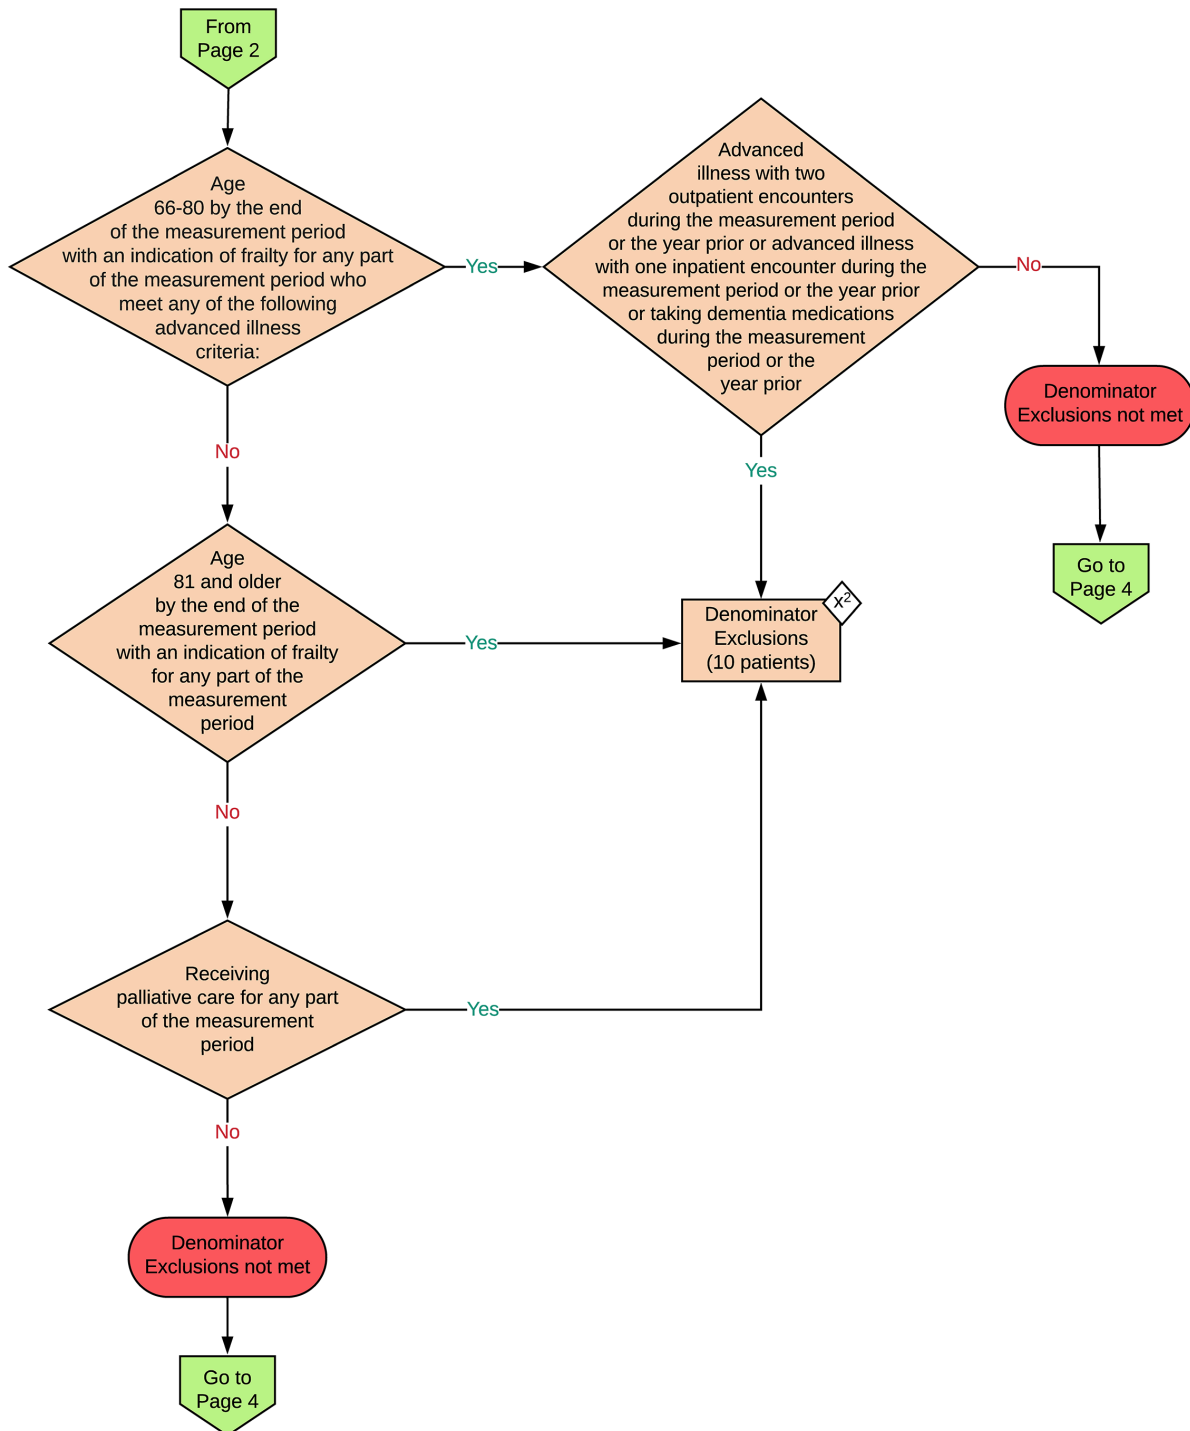 From
Page 2
Age
66-80 by the end
of the measurement period
with an indication of frailty for any part
of the measurement period who
meet any of the following
advanced illness
criteria:
Yes
Advanced
illness with two
outpatient encounters
during the measurement period
or the year prior or advanced illness
with one inpatient encounter during the
measurement period or the year prior
or taking dementia medications
during the measurement
period or the
year prior
No
Denominator
Exclusions not met
Go to
Page 4
No
Yes
Age
81 and older
by the end of the
measurement period
with an indication of frailty
for any part of the
measurement
period
Yes
Denominator
Exclusions
(10 patients)
x²
No
Receiving
palliative care for any part
of the measurement
period
Yes
No
Denominator
Exclusions not met
Go to
Page 4